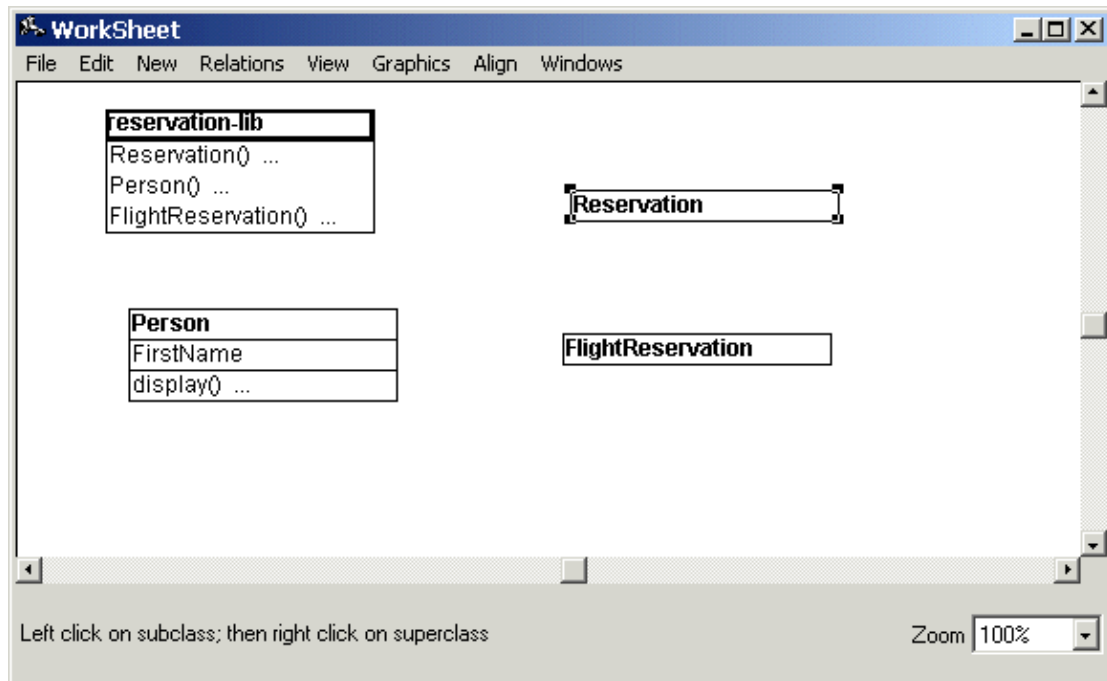 WorkSheet
File Edit New Relations View Graphics Align Windows
reservation-lib
Reservation() ...
Person() ...
FlightReservation() ...
Reservation
Person
FirstName
display() ...
FlightReservation
Left click on subclass; then right click on superclass
Zoom 100%